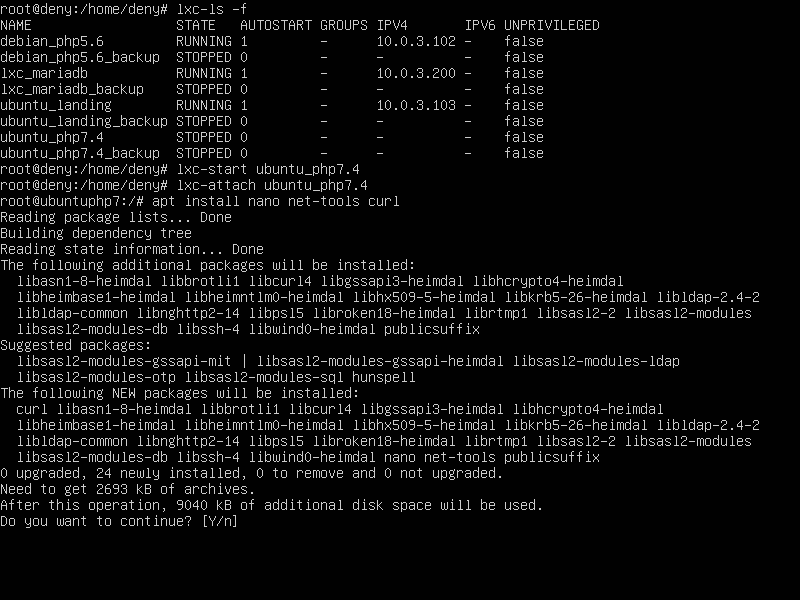 root@deny:/home/deny# lxc-ls -f
NAME                 STATE   AUTOSTART GROUPS IPV4       IPV6 UNPRIVILEGED
debian_php5.6        RUNNING 1         -      10.0.3.102 -    false
debian_php5.6_backup STOPPED 0         -      -          -    false
lxc_mariadb          RUNNING 1         -      10.0.3.200 -    false
lxc_mariadb_backup   STOPPED 0         -      -          -    false
ubuntu_landing       RUNNING 1         -      10.0.3.103 -    false
ubuntu_landing_backup STOPPED 0         -      -          -    false
ubuntu_php7.4        STOPPED 0         -      -          -    false
ubuntu_php7.4_backup STOPPED 0         -      -          -    false
root@deny:/home/deny# lxc-start ubuntu_php7.4
root@deny:/home/deny# lxc-attach ubuntu_php7.4
root@ubuntuphp7:/# apt install nano net-tools curl
Reading package lists... Done
Building dependency tree
Reading state information... Done
The following additional packages will be installed:
  libasn1-8-heimdal libbrotli1 libcurl4 libgssapi3-heimdal libhcrypto4-heimdal
  libheimbase1-heimdal libheimntlm0-heimdal libhx509-5-heimdal libkrb5-26-heimdal libldap-2.4-2
  libldap-common libnghttp2-14 libpsl5 libroken18-heimdal librtmp1 libsasl2-2 libsasl2-modules
  libsasl2-modules-db libssh-4 libwind0-heimdal publicsuffix
Suggested packages:
  libsasl2-modules-gssapi-mit | libsasl2-modules-gssapi-heimdal libsasl2-modules-ldap
  libsasl2-modules-otp libsasl2-modules-sql hunspell
The following NEW packages will be installed:
  curl libasn1-8-heimdal libbrotli1 libcurl4 libgssapi3-heimdal libhcrypto4-heimdal
  libheimbase1-heimdal libheimntlm0-heimdal libhx509-5-heimdal libkrb5-26-heimdal libldap-2.4-2
  libldap-common libnghttp2-14 libpsl5 libroken18-heimdal librtmp1 libsasl2-2 libsasl2-modules
  libsasl2-modules-db libssh-4 libwind0-heimdal nano net-tools publicsuffix
0 upgraded, 24 newly installed, 0 to remove and 0 not upgraded.
Need to get 2693 kB of archives.
After this operation, 9040 kB of additional disk space will be used.
Do you want to continue? [Y/n]